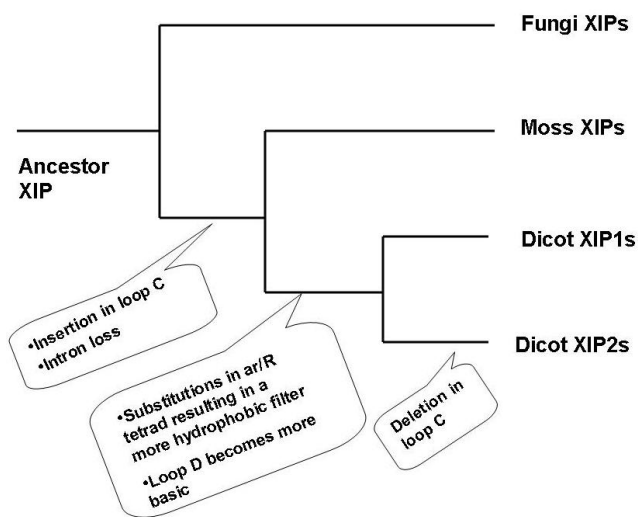 Fungi XIPs
Moss XIPs
Ancestor
XIP
Dicot XIP1s
Dicot XIP2s
•Insertion in loop C
•Intron loss
•Substitutions in ar/R
tetrad resulting in a
more hydrophobic filter
•Loop D becomes more
basic
Deletion in
loop C